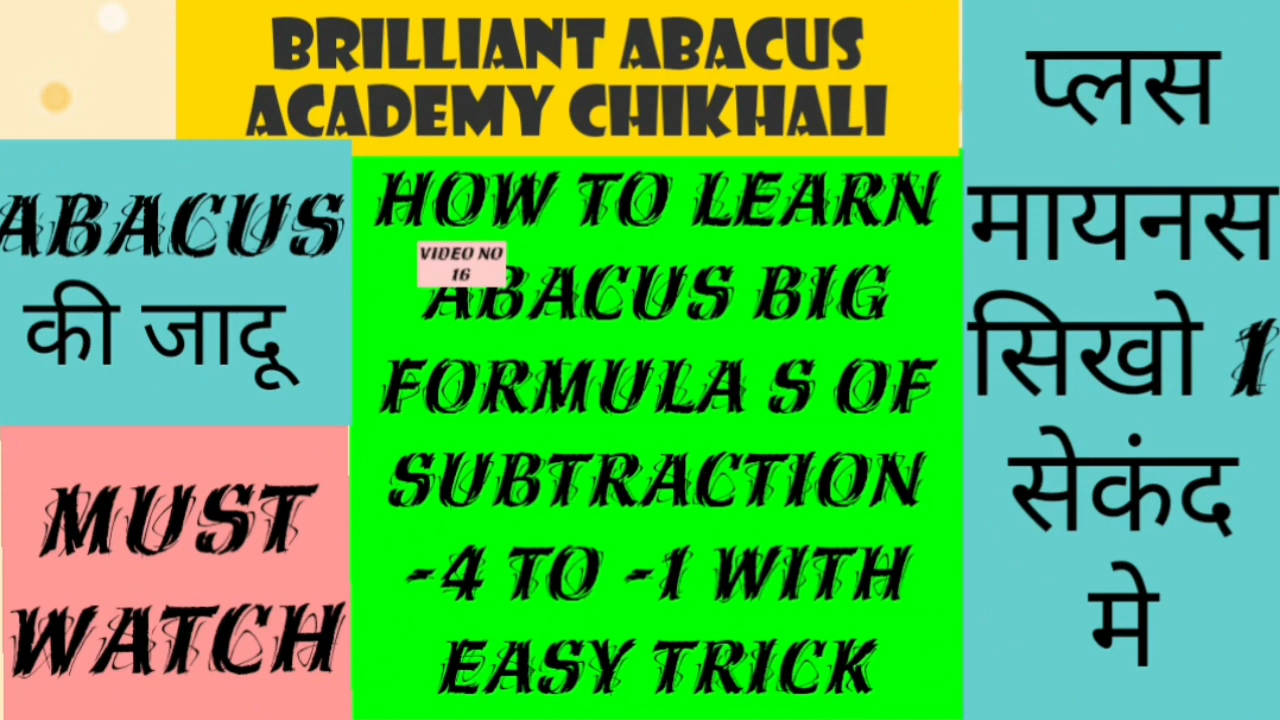 BRILLIANT ABACUS
ACADEMY CHIKHALI
ABACUS
की जादू
MUST
WATCH
HOW TO LEARN
VIDEO NO
16
ABACUS BIG
FORMULA S OF
SUBTRACTION
-4 TO -1 WITH
EASY TRICK
प्लस
मायनस
सिखो 1
सेकंद
मे